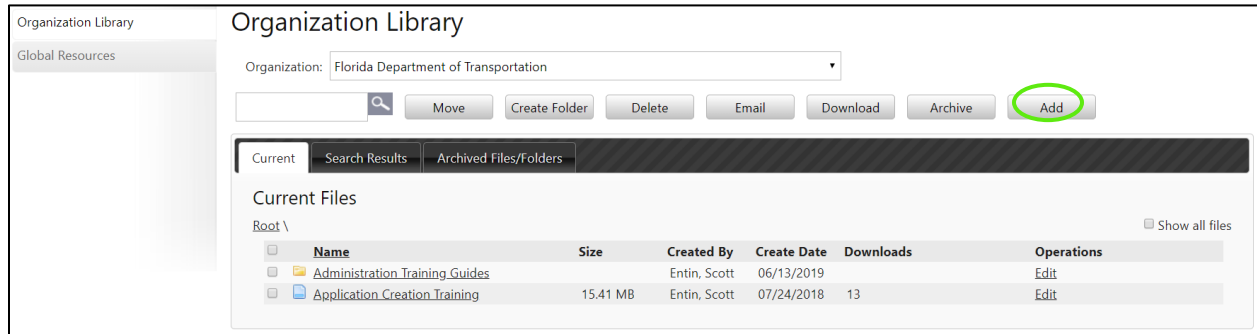 Organization Library
Global Resources
Organization Library
Organization: Florida Department of Transportation
Move Create Folder Delete Email Download Archive Add
Current Search Results Archived Files/Folders
Current Files
Root \ Show all files
Name Size Created By Create Date Downloads Operations
Administration Training Guides Entin, Scott 06/13/2019 Edit
Application Creation Training 15.41 MB Entin, Scott 07/24/2018 13 Edit